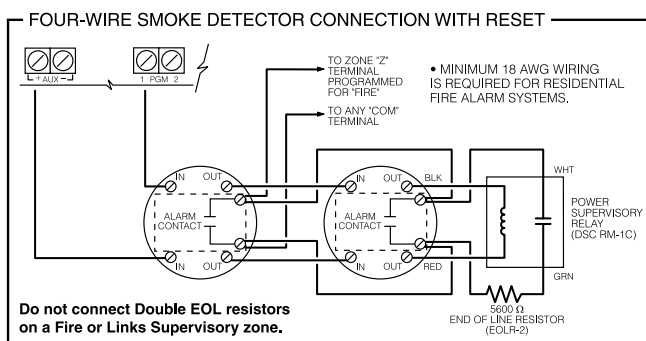 FOUR-WIRE SMOKE DETECTOR CONNECTION WITH RESET
+ AUX -
1 PGM 2
TO ZONE "Z"
TERMINAL
PROGRAMMED
FOR "FIRE"
TO ANY "COM"
TERMINAL
• MINIMUM 18 AWG WIRING
IS REQUIRED FOR RESIDENTIAL
FIRE ALARM SYSTEMS.
IN
OUT
ALARM
CONTACT
IN
OUT
IN
OUT
ALARM
CONTACT
IN
OUT
BLK
RED
WHT
POWER
SUPERVISORY
RELAY
(DSC RM-1C)
GRN
5600 Ω
END OF LINE RESISTOR
(EOLR-2)
Do not connect Double EOL resistors
on a Fire or Links Supervisory zone.